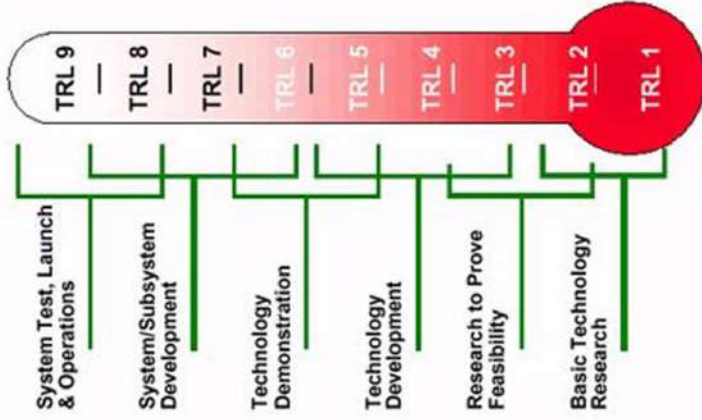 TRL 9
TRL 8
TRL 7
TRL 6
TRL 5
TRL 4
TRL 3
TRL 2
TRL 1
System Test, Launch
& Operations
System/Subsystem
Development
Technology
Demonstration
Technology
Development
Research to Prove
Feasibility
Basic Technology
Research